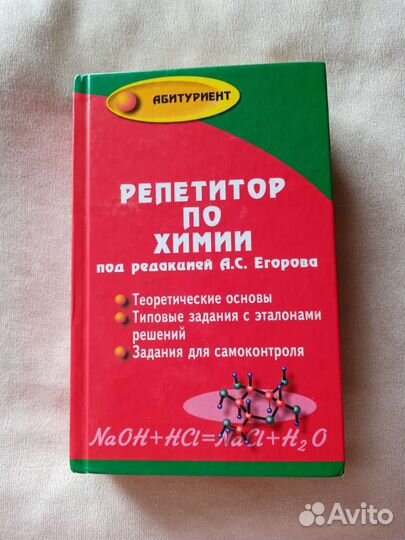 АБИТУРИЕНТ
РЕПЕТИТОР
ПО
ХИМИИ
под редакцией А.С. Егорова
Теоретические основы
Типовые задания с эталонами
решений
Задания для самоконтроля
NaOH+HCl=NaCl+H₂O
Avito